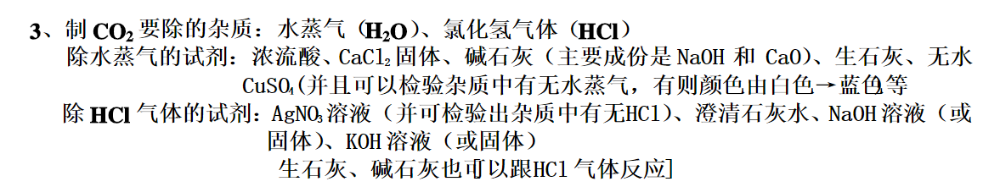 3、制 CO₂ 要除的杂质：水蒸气（H₂O）、氯化氢气体（HCl）
除水蒸气的试剂：浓流酸、CaCl₂ 固体、碱石灰（主要成份是 NaOH 和 CaO）、生石灰、无水
CuSO₄（并且可以检验杂质中有无水蒸气，有则颜色由白色→蓝色）等
除 HCl 气体的试剂：AgNO₃ 溶液（并可检验出杂质中有无HCl）、澄清石灰水、NaOH 溶液（或
固体）、KOH 溶液（或固体）
生石灰、碱石灰也可以跟HCl 气体反应]